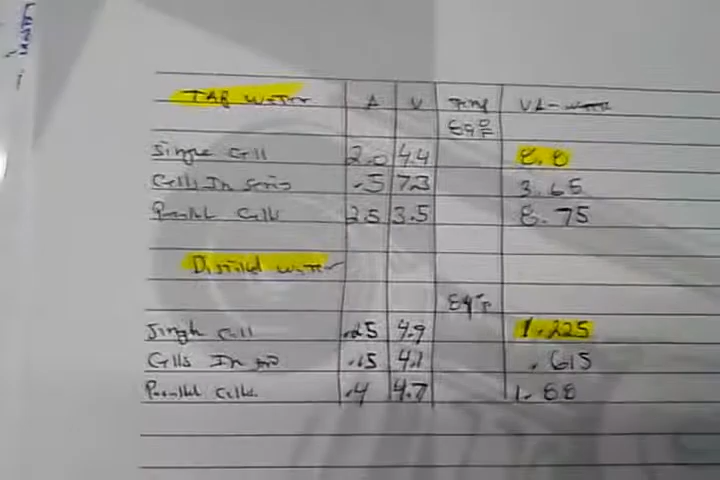 TAP Water A V Temp VA-
69°F
Single Cell 2.0 4.4 8.8
Cells In Series .5 7.3 3.65
Parallel Cells 2.5 3.5 8.75
Distilled water
69°F
Single Cell .25 4.9 1.225
Cells In .15 4.1 .615
Parallel Cells .4 4.7 1.88